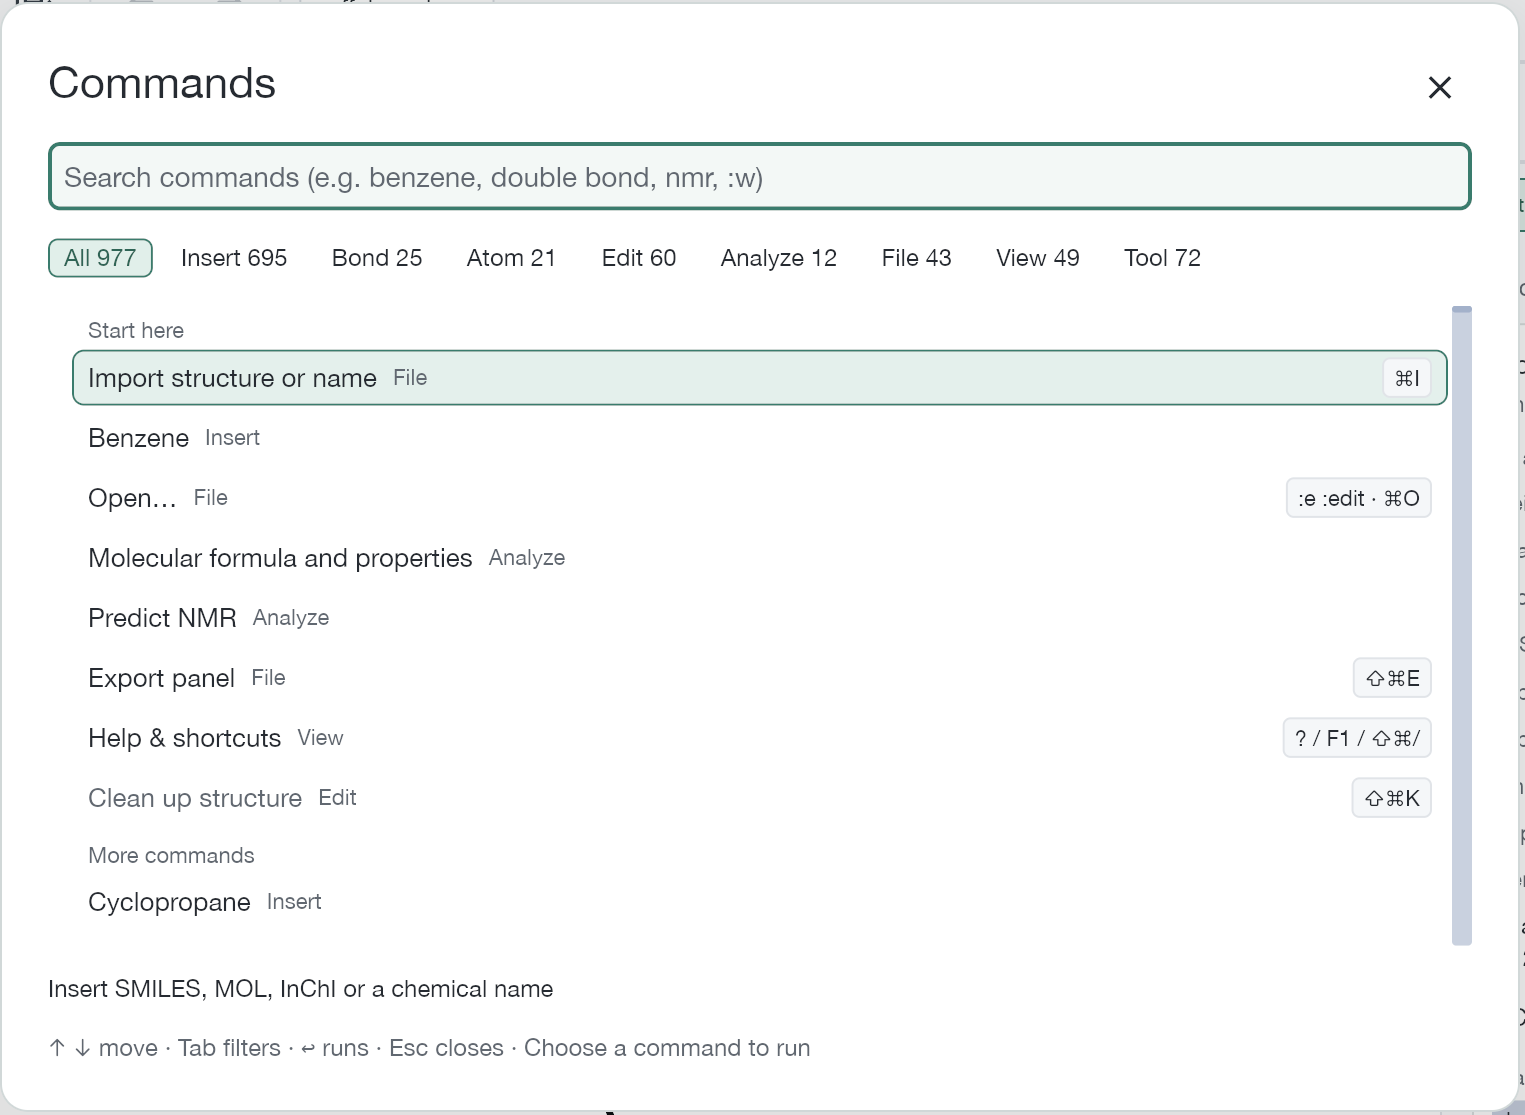 Commands
Search commands (e.g. benzene, double bond, nmr, :w)
All 977 Insert 695 Bond 25 Atom 21 Edit 60 Analyze 12 File 43 View 49 Tool 72
Start here
Import structure or name File ⌘I
Benzene Insert
Open... File :e :edit · ⌘O
Molecular formula and properties Analyze
Predict NMR Analyze
Export panel File ⇧⌘E
Help & shortcuts View ? / F1 / ⇧⌘/
Clean up structure Edit ⇧⌘K
More commands
Cyclopropane Insert
Insert SMILES, MOL, InChI or a chemical name
↑ ↓ move · Tab filters · ↩ runs · Esc closes · Choose a command to run